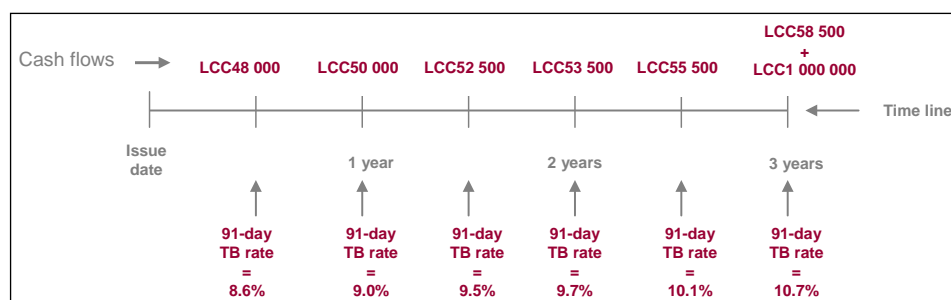 LCC58 500
+
LCC1 000 000
Cash flows
LCC48 000
LCC50 000
LCC52 500
LCC53 500
LCC55 500
Time line
Issue
date
1 year
2 years
3 years
91-day
TB rate
=
8.6%
91-day
TB rate
=
9.0%
91-day
TB rate
=
9.5%
91-day
TB rate
=
9.7%
91-day
TB rate
=
10.1%
91-day
TB rate
=
10.7%